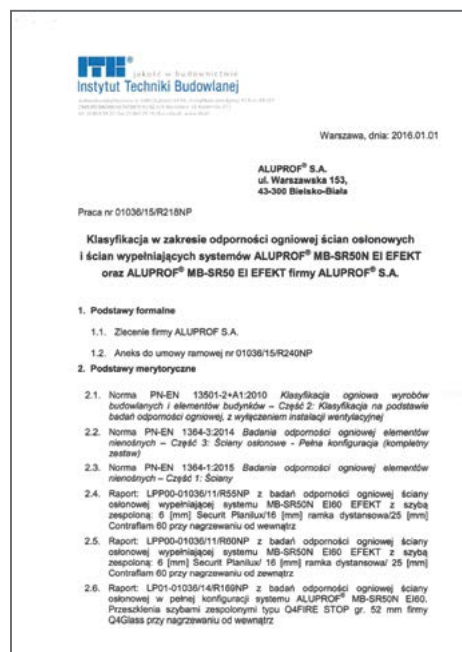 ITB®
jakość w budownictwie
Instytut Techniki Budowlanej
Warszawa, dnia: 2016.01.01
ALUPROF® S.A.
ul. Warszawska 153,
43-300 Bielsko-Biała
Praca nr 01036/15/R218NP
Klasyfikacja w zakresie odporności ogniowej ścian osłonowych
i ścian wypełniających systemów ALUPROF® MB-SR50N EI EFEKT
oraz ALUPROF® MB-SR50 EI EFEKT firmy ALUPROF® S.A.
1. Podstawy formalne
1.1. Zlecenie firmy ALUPROF S.A.
1.2. Aneks do umowy ramowej nr 01036/15/R240NP
2. Podstawy merytoryczne
2.1. Norma PN-EN 13501-2+A1:2010 Klasyfikacja ogniowa wyrobów
budowlanych i elementów budynków – Część 2: Klasyfikacja na podstawie
badań odporności ogniowej, z wyłączeniem instalacji wentylacyjnej
2.2. Norma PN-EN 1364-3:2014 Badania odporności ogniowej elementów
nienośnych – Część 3: Ściany osłonowe - Pełna konfiguracja (kompletny
zestaw)
2.3. Norma PN-EN 1364-1:2015 Badania odporności ogniowej elementów
nienośnych – Część 1: Ściany
2.4. Raport: LPP00-01036/11/R55NP z badań odporności ogniowej ściany
osłonowej wypełniającej systemu MB-SR50N EI60 EFEKT z szybą
zespoloną: 6 [mm] Securit Planilux/16 [mm] ramka dystansowa/25 [mm]
Contraflam 60 przy nagrzewaniu od wewnątrz
2.5. Raport: LPP00-01036/11/R60NP z badań odporności ogniowej ściany
osłonowej wypełniającej systemu MB-SR50N EI60 EFEKT z szybą
zespoloną: 6 [mm] Securit Planilux/ 16 [mm] ramka dystansowa/ 25 [mm]
Contraflam 60 przy nagrzewaniu od zewnątrz
2.6. Raport: LP01-01036/14/R169NP z badań odporności ogniowej ściany
osłonowej w pełnej konfiguracji systemu ALUPROF® MB-SR50N EI60.
Przeszklenia szybami zespolonymi typu Q4FIRE STOP gr. 52 mm firmy
Q4Glass przy nagrzewaniu od wewnątrz